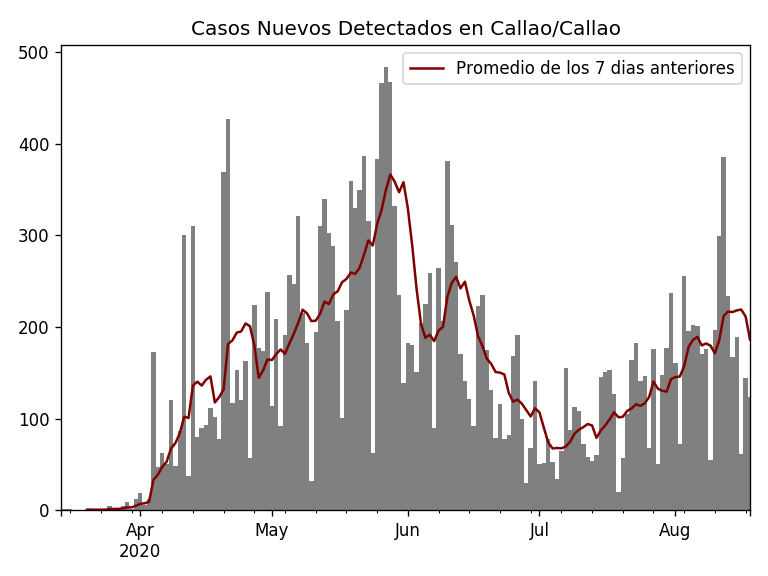 Casos Nuevos Detectados en Callao/Callao
Promedio de los 7 dias anteriores
500
400
300
200
100
0
Apr
2020
May
Jun
Jul
Aug